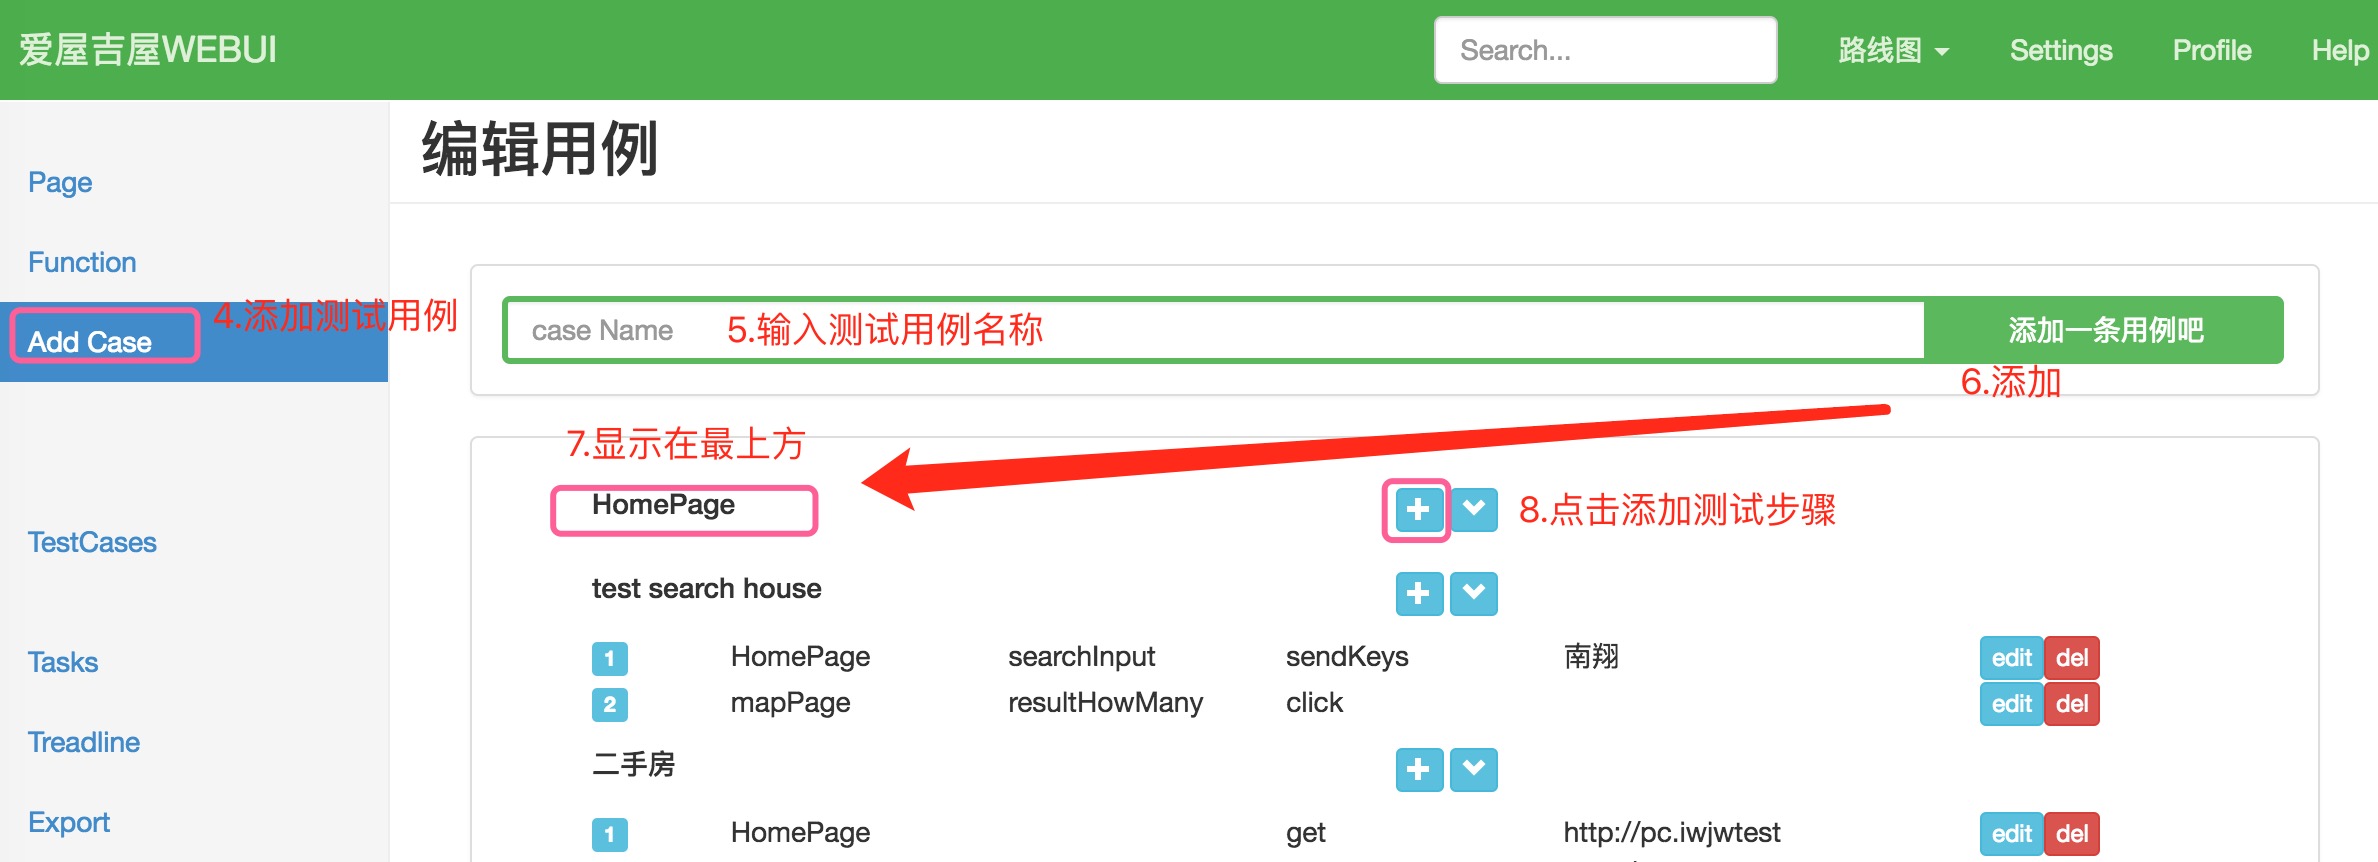 爱屋吉屋WEBUI Search... 路线图 Settings Profile Help
编辑用例
Page
Function
Add Case
4.添加测试用例
TestCases
Tasks
Treadline
Export
case Name 5.输入测试用例名称 添加一条用例吧
6.添加
7.显示在最上方
HomePage 8.点击添加测试步骤
test search house
1 HomePage searchInput sendKeys 南翔 edit del
2 mapPage resultHowMany click edit del
二手房
1 HomePage get http://pc.iwjwtest edit del